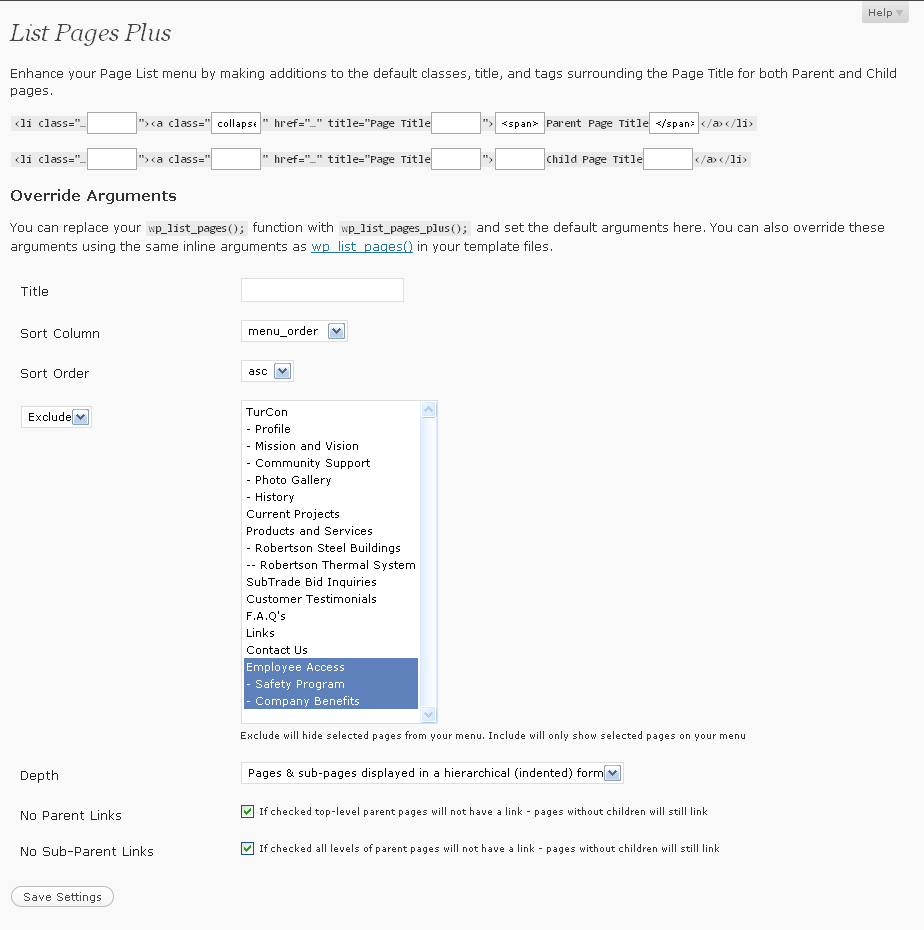 Help
List Pages Plus
Enhance your Page List menu by making additions to the default classes, title, and tags surrounding the Page Title for both Parent and Child
pages.
<li class="… "><a class=" collapse " href="…" title="Page Title "> <span> Parent Page Title </span> </a></li>
<li class="… "><a class=" " href="…" title="Page Title "> Child Page Title </a></li>
Override Arguments
You can replace your wp_list_pages(); function with wp_list_pages_plus(); and set the default arguments here. You can also override these
arguments using the same inline arguments as wp_list_pages() in your template files.
Title
Sort Column menu_order
Sort Order asc
Exclude
TurCon
- Profile
- Mission and Vision
- Community Support
- Photo Gallery
- History
Current Projects
Products and Services
- Robertson Steel Buildings
-- Robertson Thermal System
SubTrade Bid Inquiries
Customer Testimonials
F.A.Q's
Links
Contact Us
Employee Access
- Safety Program
- Company Benefits
Exclude will hide selected pages from your menu. Include will only show selected pages on your menu
Depth Pages & sub-pages displayed in a hierarchical (indented) form
No Parent Links If checked top-level parent pages will not have a link - pages without children will still link
No Sub-Parent Links If checked all levels of parent pages will not have a link - pages without children will still link
Save Settings